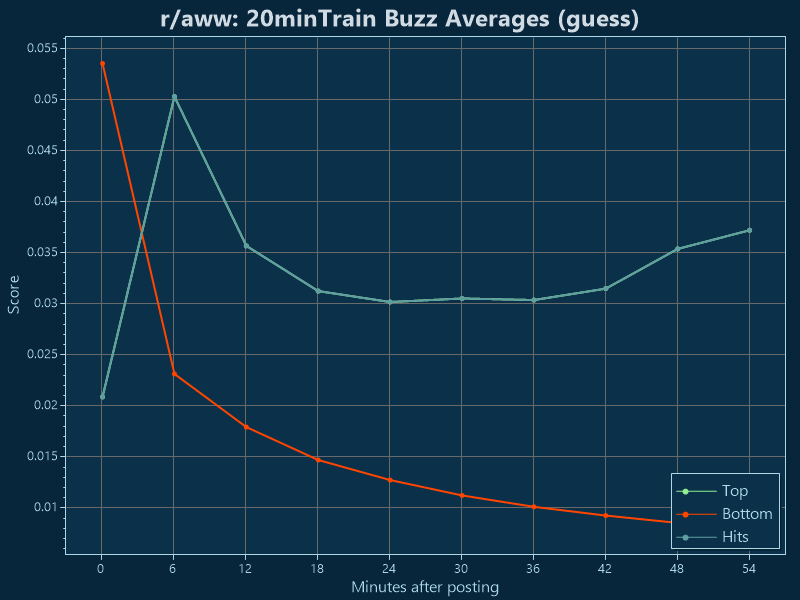 r/aww: 20minTrain Buzz Averages (guess)
0.055
0.05
0.045
0.04
0.035
0.03
0.025
0.02
0.015
0.01
Score
Top
Bottom
Hits
0 6 12 18 24 30 36 42 48 54
Minutes after posting